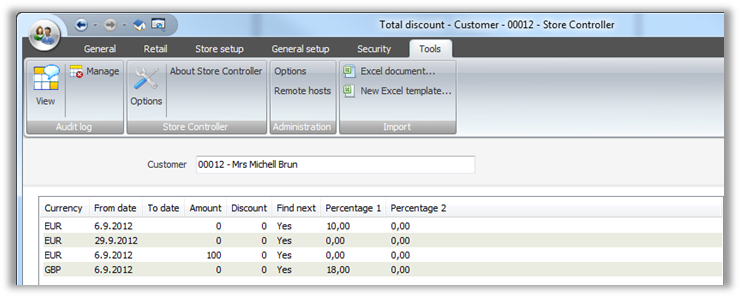 Total discount - Customer - 00012 - Store Controller
General Retail Store setup General setup Security Tools
View Manage Options About Store Controller Options Remote hosts Excel document... New Excel template...
Audit log Store Controller Administration Import
Customer 00012 - Mrs Michell Brun
Currency From date To date Amount Discount Find next Percentage 1 Percentage 2
EUR 6.9.2012 0 0 Yes 10,00 0,00
EUR 29.9.2012 0 0 Yes 0,00 0,00
EUR 6.9.2012 100 0 Yes 0,00 0,00
GBP 6.9.2012 0 0 Yes 18,00 0,00